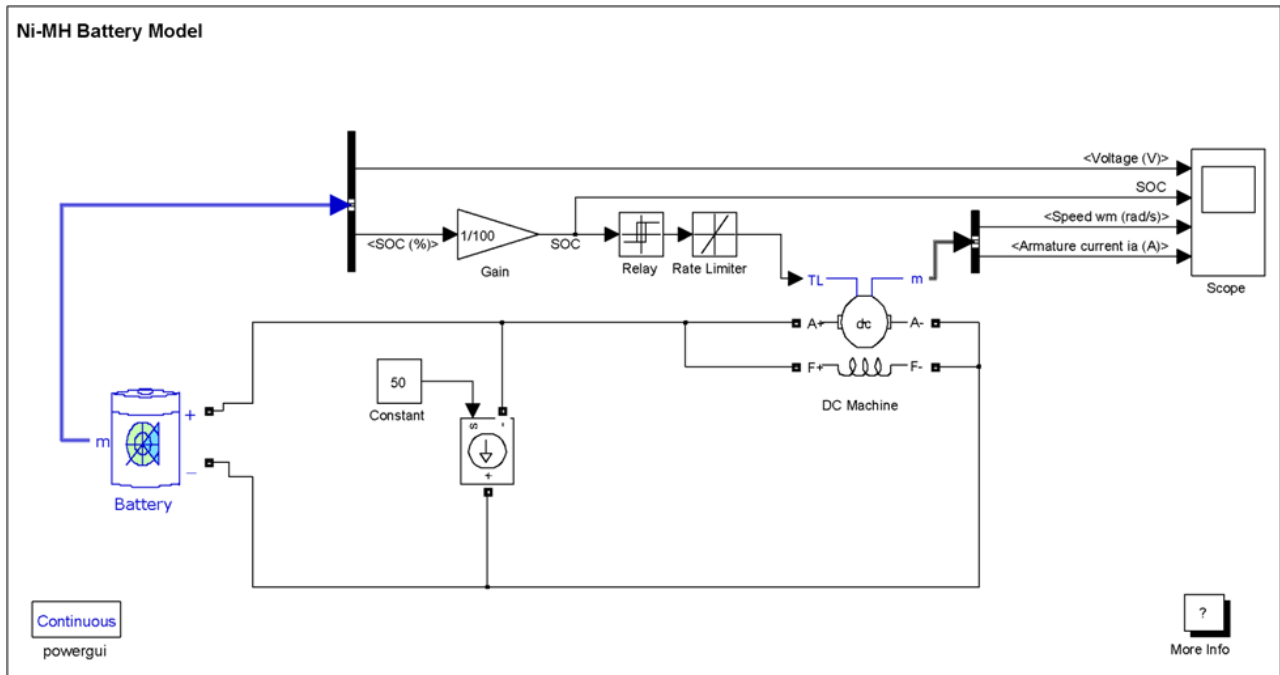 Ni-MH Battery Model
<Voltage (V)>
SOC
<Speed wm (rad/s)>
<SOC (%)>
1/100
SOC
Gain
Relay
Rate Limiter
<Armature current ia (A)>
Scope
TL
m
A+
dc
A-
50
Constant
F+
F-
DC Machine
s
-
+
m
+
–
Battery
Continuous
powergui
?
More Info